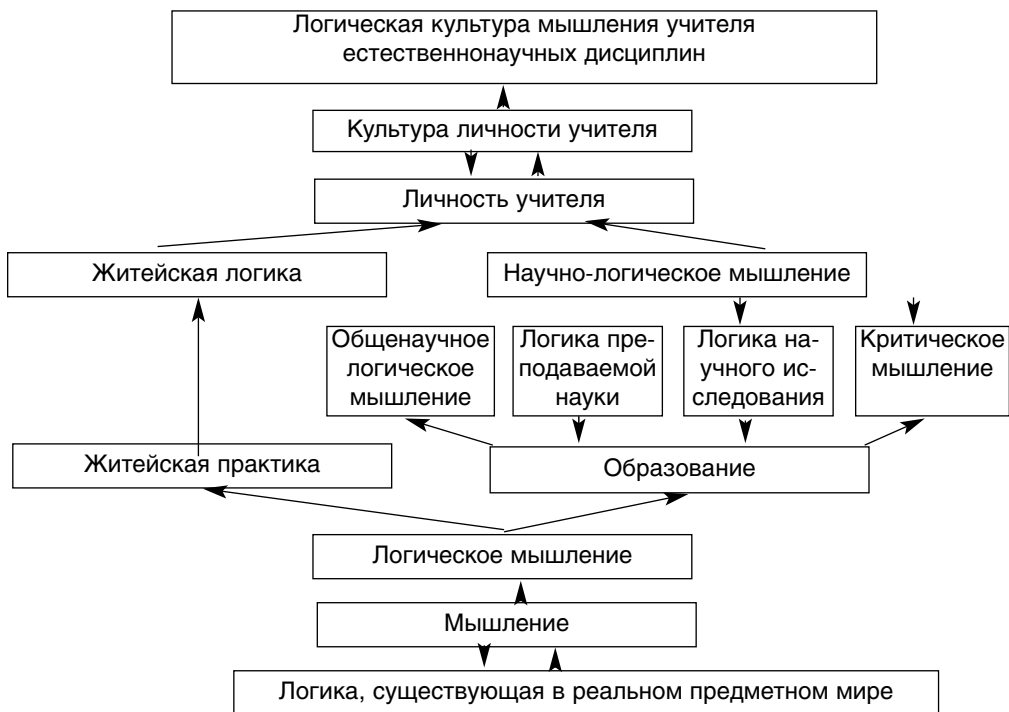 Логическая культура мышления учителя
естественнонаучных дисциплин
Культура личности учителя
Личность учителя
Житейская логика
Научно-логическое мышление
Общенаучное
логическое
мышление
Логика пре-
подаваемой
науки
Логика на-
учного ис-
следования
Критическое
мышление
Житейская практика
Образование
Логическое мышление
Мышление
Логика, существующая в реальном предметном мире